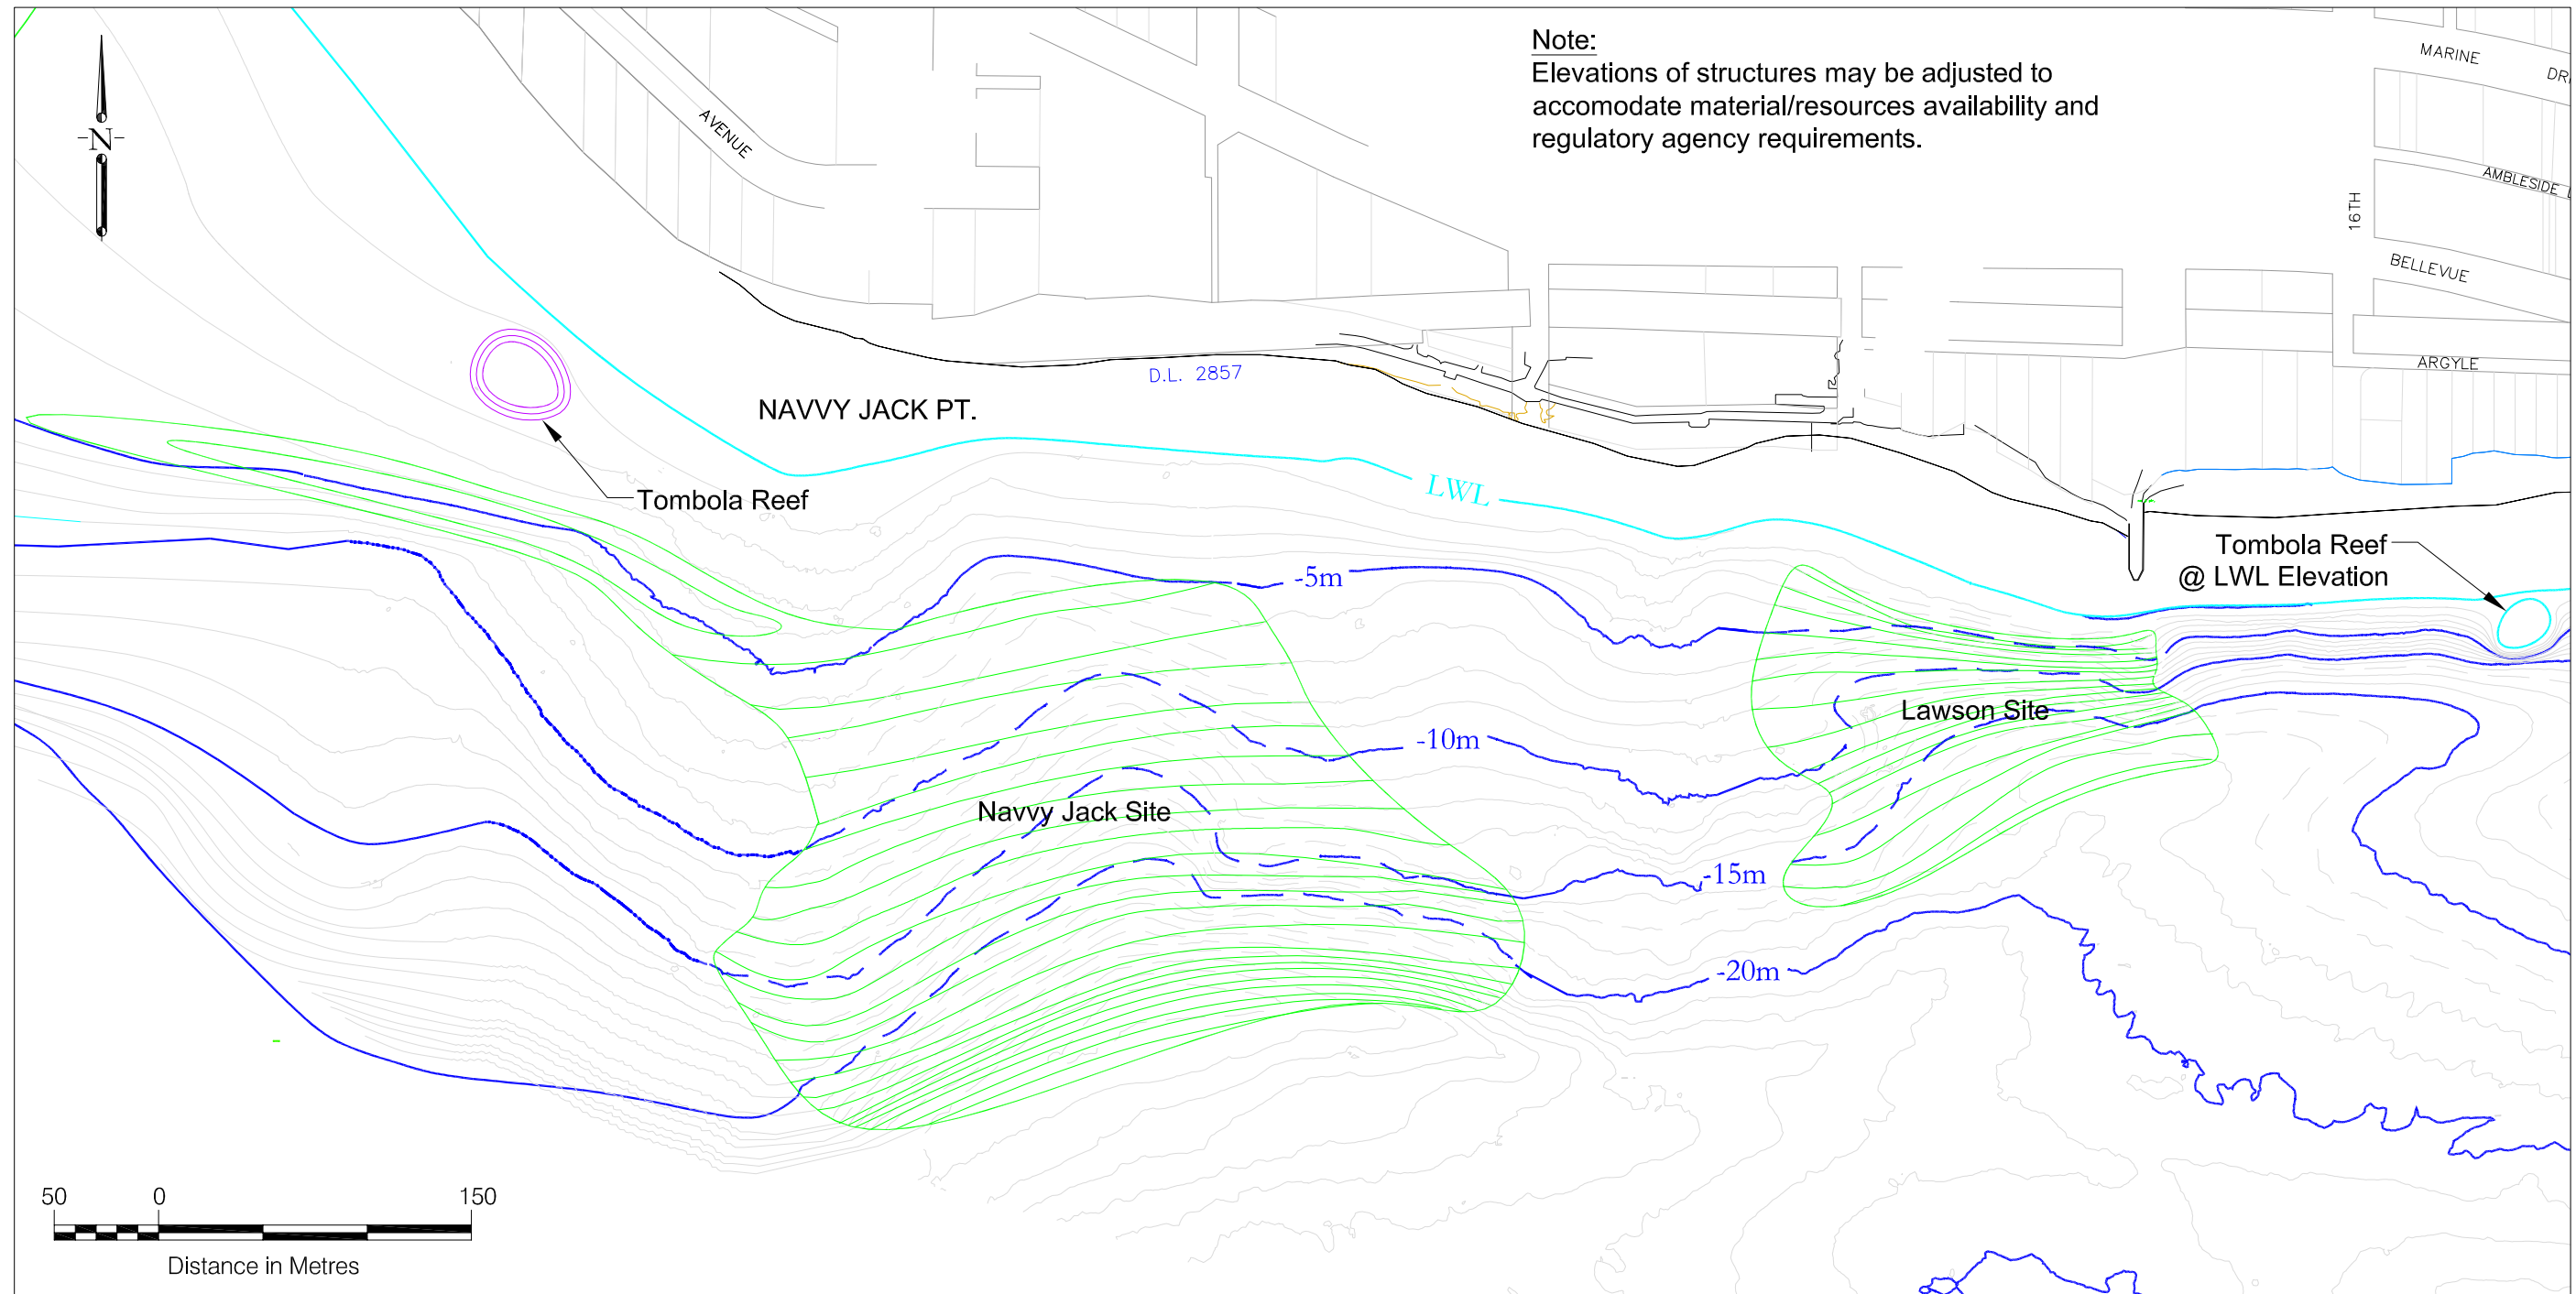 Note:
Elevations of structures may be adjusted to
accomodate material/resources availability and
regulatory agency requirements.
MARINE
DRI
AVENUE
-N-
AMBLESIDE L
16TH
BELLEVUE
ARGYLE
D.L. 2857
NAVVY JACK PT.
LWL
Tombola Reef
Tombola Reef
@ LWL Elevation
-5m
Lawson Site
-10m
Navvy Jack Site
-15m
-20m
50 0 150
Distance in Metres